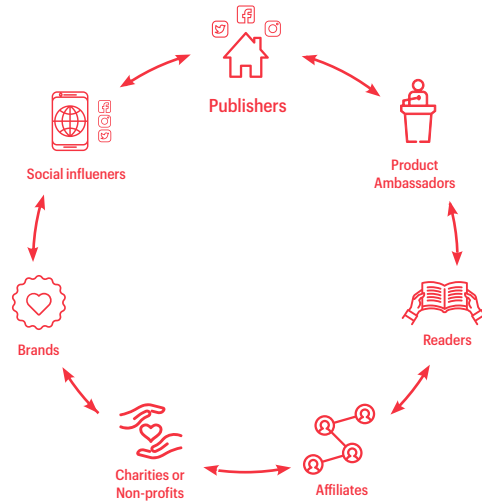 Publishers
Product
Ambassadors
Readers
Affiliates
Charities or
Non-profits
Brands
Social influeners